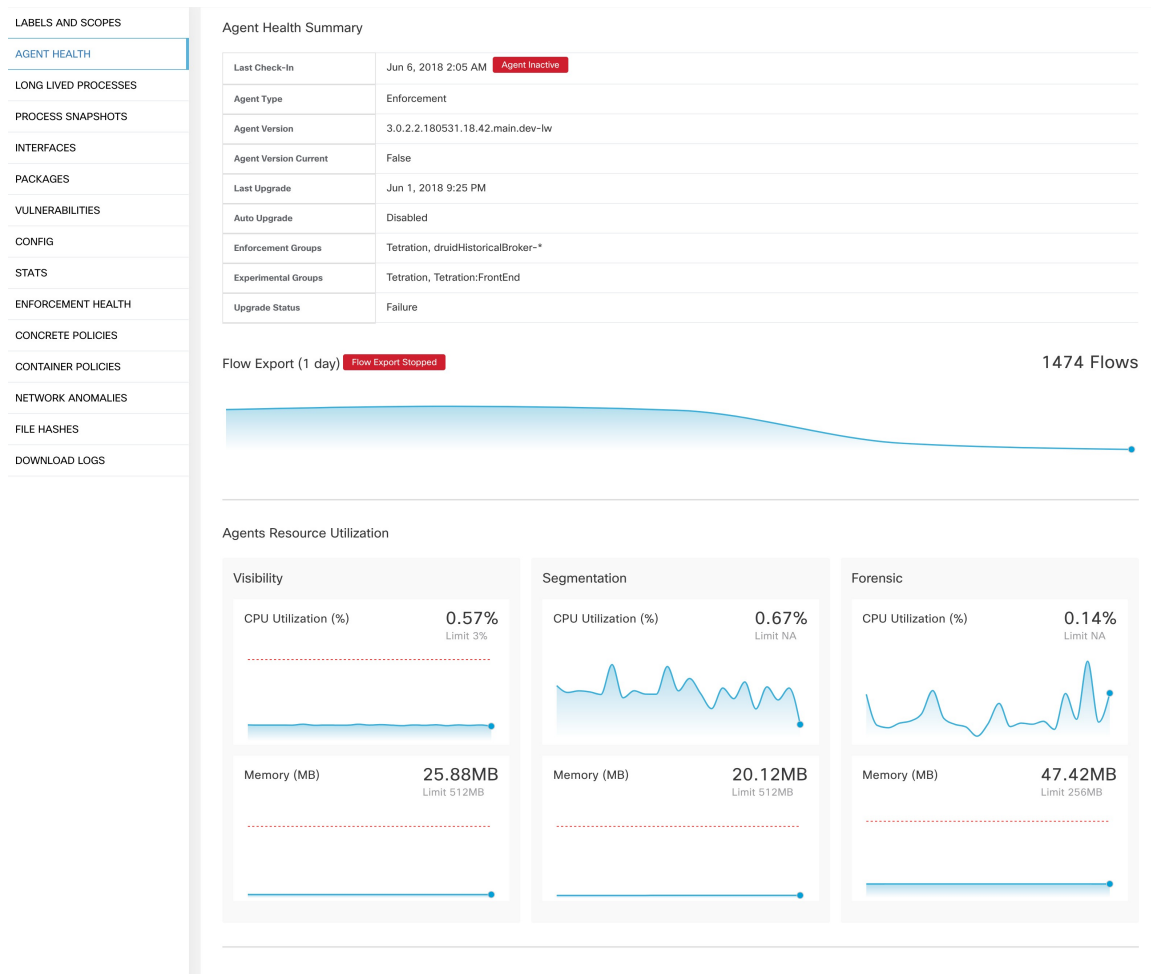 LABELS AND SCOPES
AGENT HEALTH
LONG LIVED PROCESSES
PROCESS SNAPSHOTS
INTERFACES
PACKAGES
VULNERABILITIES
CONFIG
STATS
ENFORCEMENT HEALTH
CONCRETE POLICIES
CONTAINER POLICIES
NETWORK ANOMALIES
FILE HASHES
DOWNLOAD LOGS
Agent Health Summary
Last Check-In Jun 6, 2018 2:05 AM Agent Inactive
Agent Type Enforcement
Agent Version 3.0.2.2.180531.18.42.main.dev-lw
Agent Version Current False
Last Upgrade Jun 1, 2018 9:25 PM
Auto Upgrade Disabled
Enforcement Groups Tetration, druidHistoricalBroker-*
Experimental Groups Tetration, Tetration:FrontEnd
Upgrade Status Failure
Flow Export (1 day) Flow Export Stopped 1474 Flows
Agents Resource Utilization
Visibility
CPU Utilization (%) 0.57%
Limit 3%
Memory (MB) 25.88MB
Limit 512MB
Segmentation
CPU Utilization (%) 0.67%
Limit NA
Memory (MB) 20.12MB
Limit 512MB
Forensic
CPU Utilization (%) 0.14%
Limit NA
Memory (MB) 47.42MB
Limit 256MB